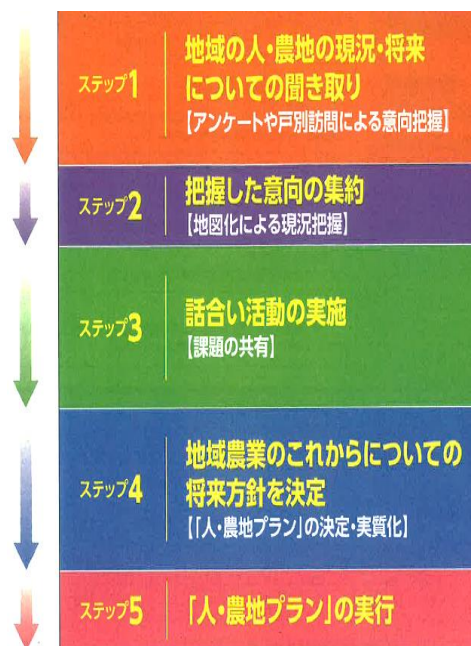 ステップ1
地域の人・農地の現況・将来
についての聞き取り
【アンケートや戸別訪問による意向把握】
ステップ2
把握した意向の集約
【地図化による現況把握】
ステップ3
話合い活動の実施
【課題の共有】
ステップ4
地域農業のこれからについての
将来方針を決定
【「人・農地プラン」の決定・実質化】
ステップ5
「人・農地プラン」の実行